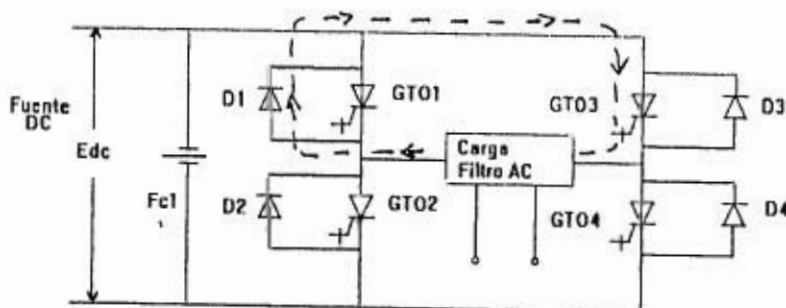 Fuente
DC
Edc
Fc1
D1
GTO1
D2
GTO2
Carga
Filtro AC
GTO3
D3
GTO4
D4